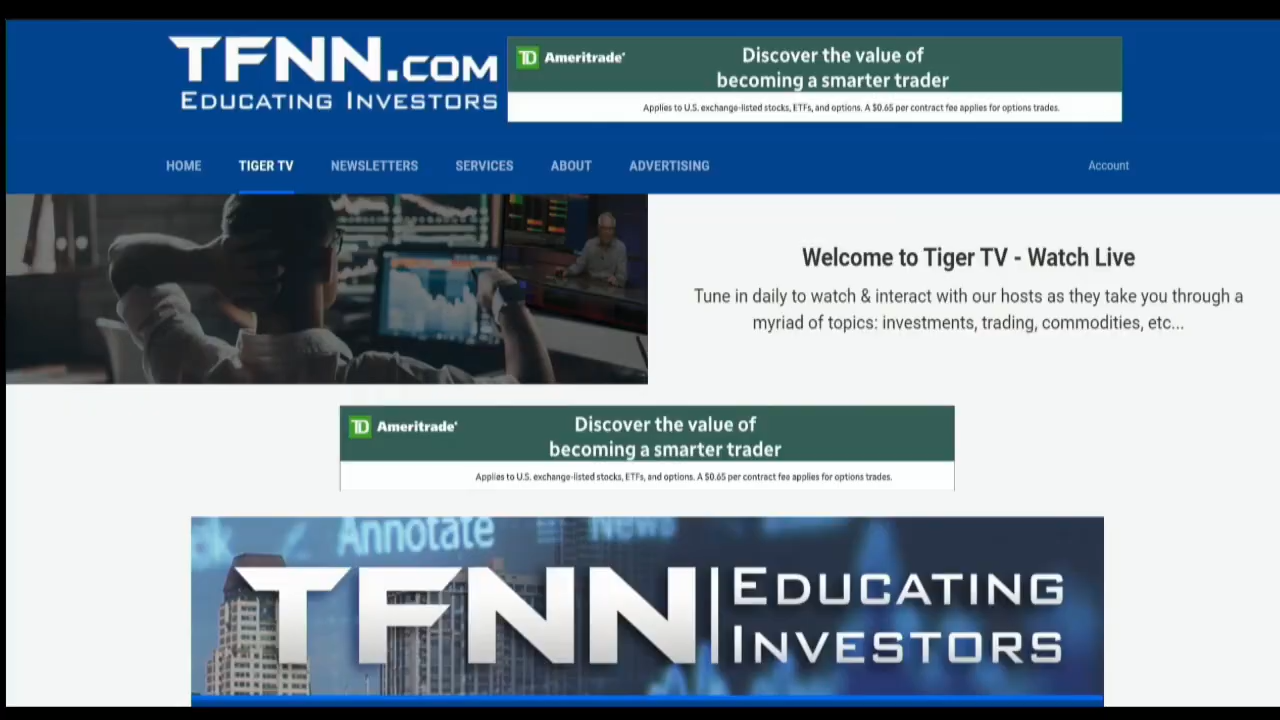 TFNN.COM
EDUCATING INVESTORS
TD Ameritrade
Discover the value of
becoming a smarter trader
Applies to U.S. exchange-listed stocks, ETFs, and options. A $0.65 per contract fee applies for options trades.
HOME TIGER TV NEWSLETTERS SERVICES ABOUT ADVERTISING Account
Welcome to Tiger TV - Watch Live
Tune in daily to watch & interact with our hosts as they take you through a
myriad of topics: investments, trading, commodities, etc...
TD Ameritrade
Discover the value of
becoming a smarter trader
Applies to U.S. exchange-listed stocks, ETFs, and options. A $0.65 per contract fee applies for options trades.
Annotate News
TFNN EDUCATING
INVESTORS